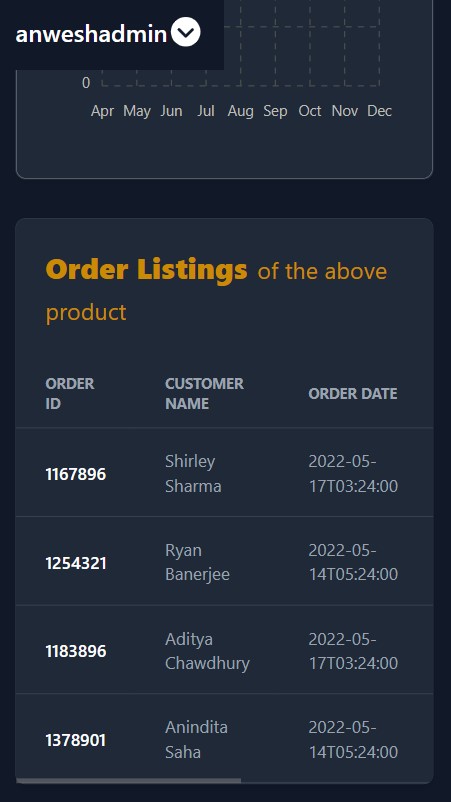 anweshadmin
0
Apr May Jun Jul Aug Sep Oct Nov Dec
Order Listings of the above
product
ORDER ID CUSTOMER NAME ORDER DATE
1167896 Shirley Sharma 2022-05-17T03:24:00
1254321 Ryan Banerjee 2022-05-14T05:24:00
1183896 Aditya Chawdhury 2022-05-17T03:24:00
1378901 Anindita Saha 2022-05-14T05:24:00